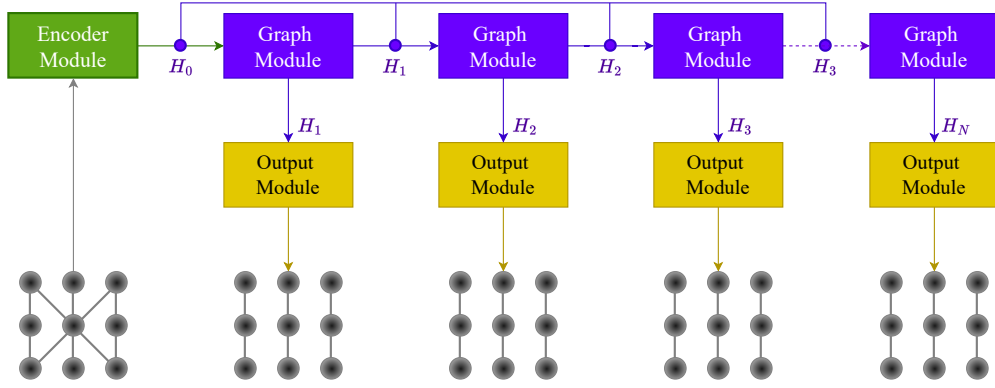 Encoder
Module
Graph
Module
Graph
Module
Graph
Module
Graph
Module
H0
H1
H2
H3
H1
H2
H3
HN
Output
Module
Output
Module
Output
Module
Output
Module